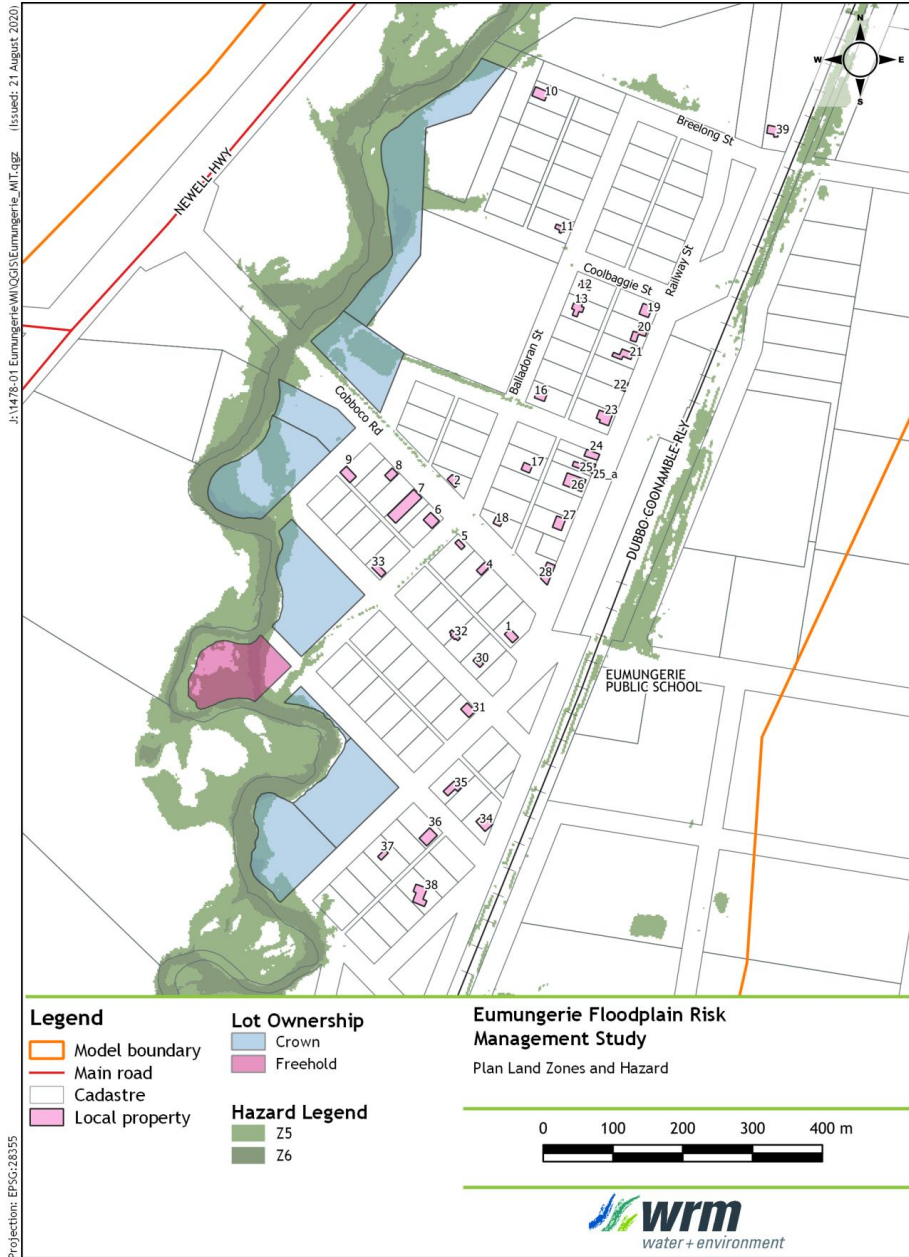 J:\1478-01 Eumungerie\WI\QGIS\Eumungerie_MIT.qgz (Issued: 21 August 2020)
N
W
E
S
10
39
Breelong St
NEWELL HWY
11
Coolbaggie St
Railway St
12
13
19
20
21
Balladoran St
22
16
23
Cobboco Rd
24
9
8
2
17
25
25_a
26
7
6
18
27
DUBBO-COONAMBLE-RLY
5
4
33
28
32
1
30
EUMUNGERIE
PUBLIC SCHOOL
31
35
34
36
37
38
Legend
Model boundary
Main road
Cadastre
Local property
Lot Ownership
Crown
Freehold
Hazard Legend
Z5
Z6
Eumungerie Floodplain Risk
Management Study
Plan Land Zones and Hazard
0 100 200 300 400 m
wrm
water + environment
Projection: EPSG:28355